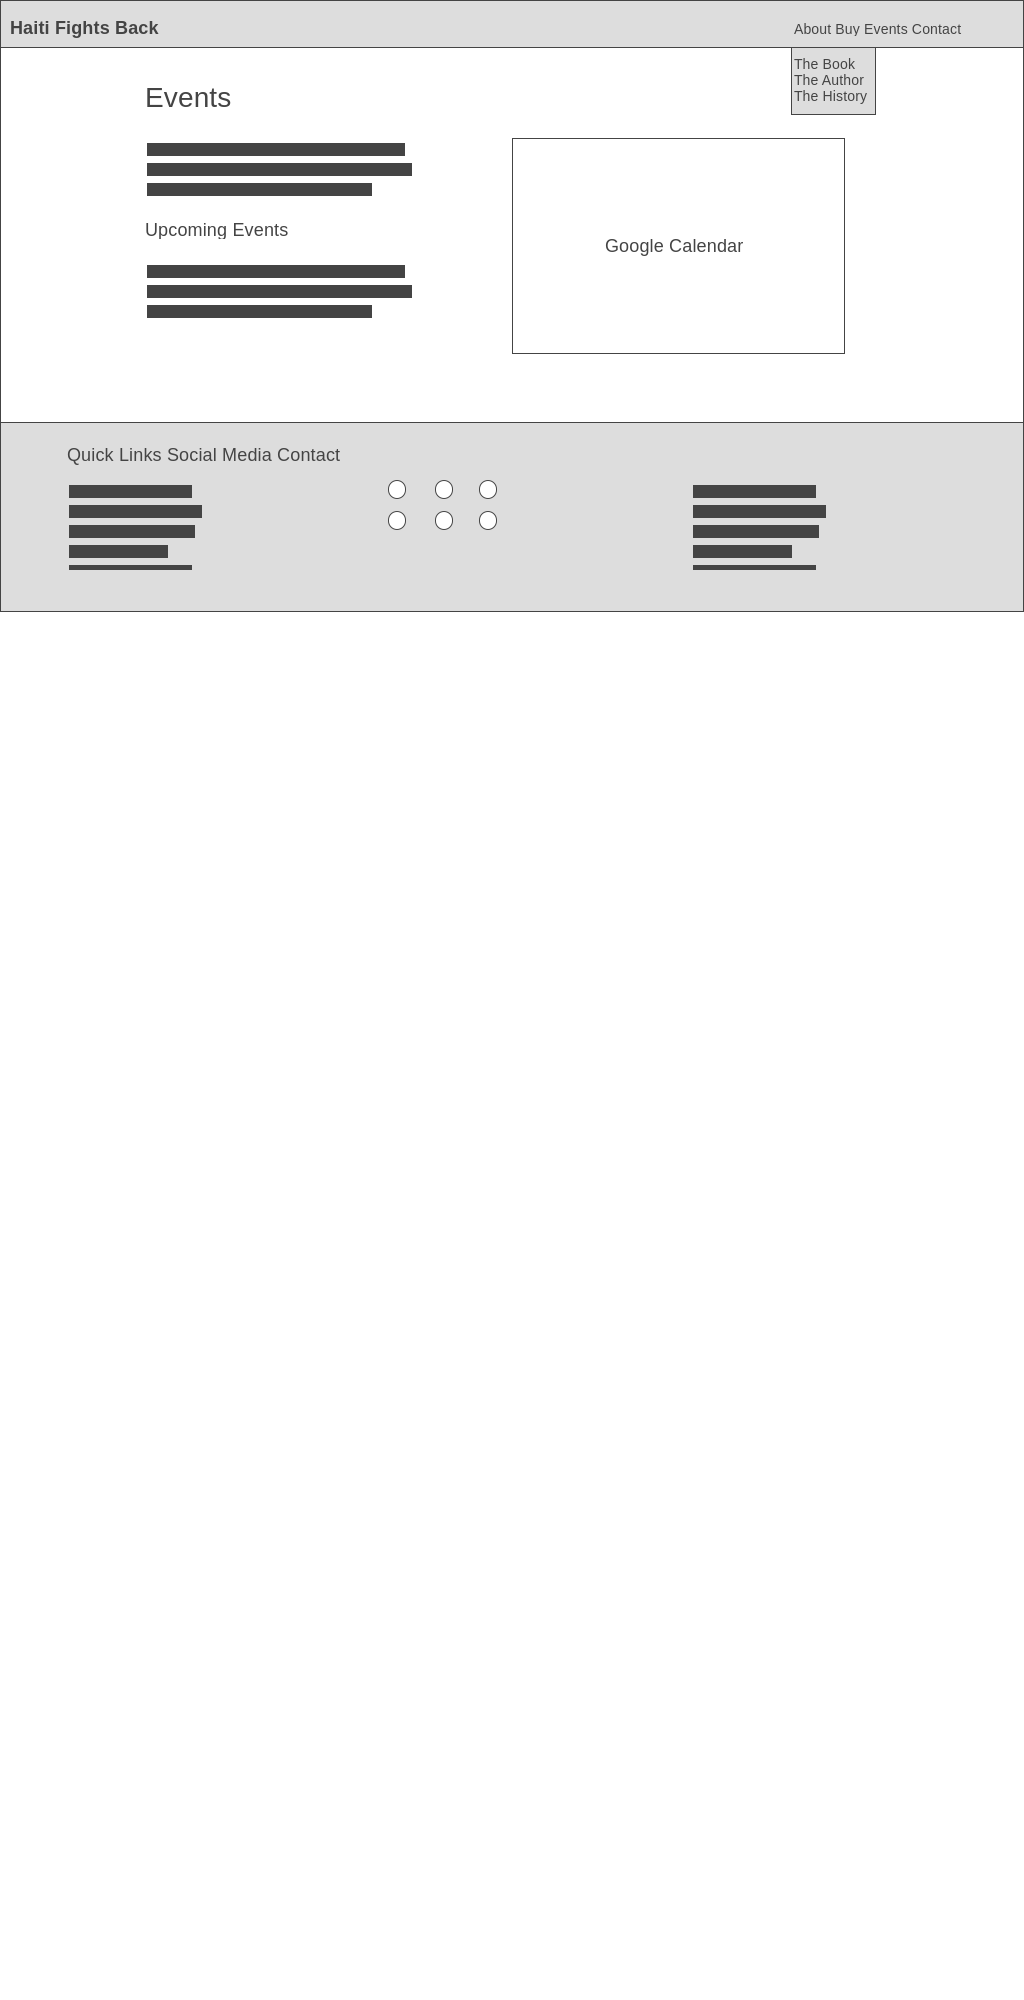 Haiti Fights Back
About Buy Events Contact
The Book
The Author
The History
Events
Upcoming Events
Google Calendar
Quick Links Social Media Contact